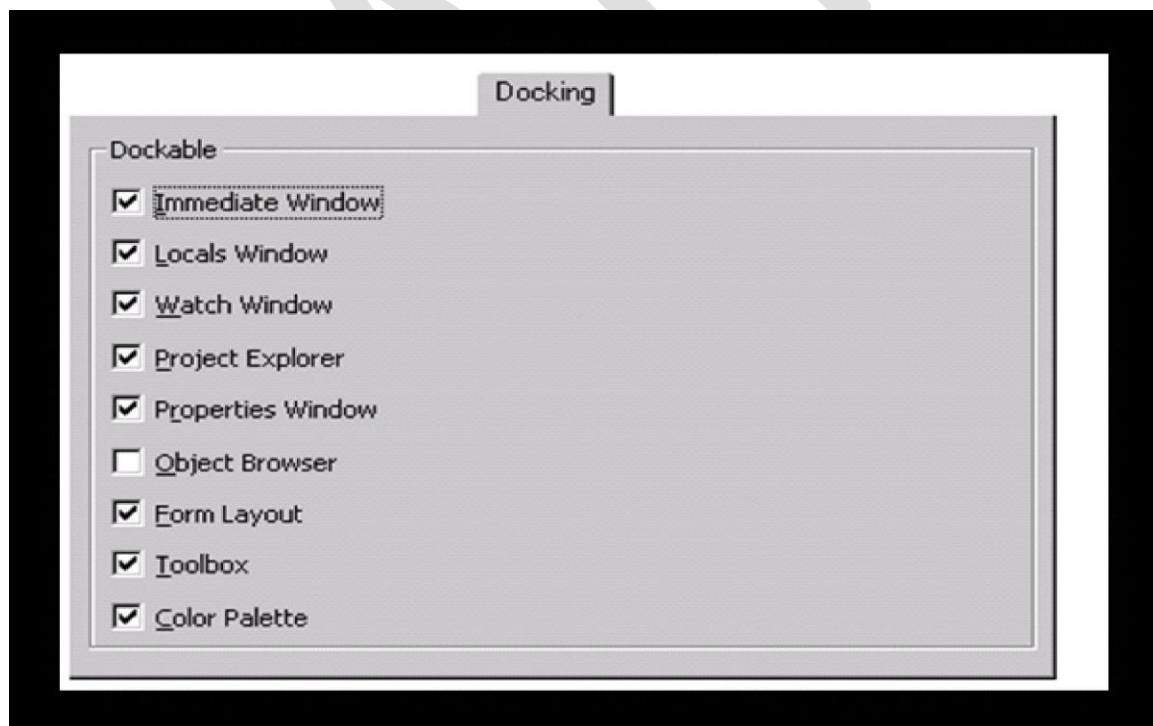 Docking
Dockable
Immediate Window
Locals Window
Watch Window
Project Explorer
Properties Window
Object Browser
Form Layout
Toolbox
Color Palette